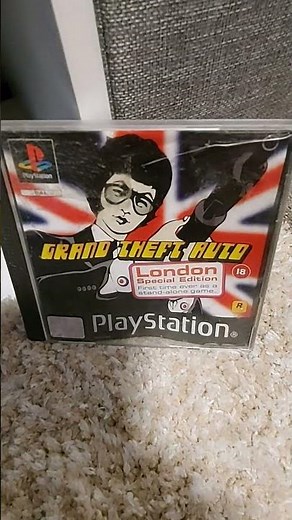 PlayStation
GRAND THEFT AUTO
London
Special Edition
18
First time ever as a
stand-alone game.
R
PlayStation